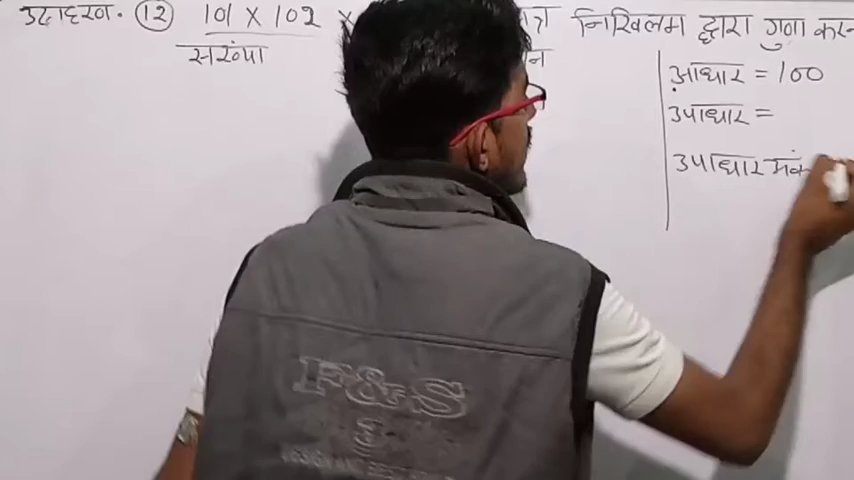 उदाहरण. 12 101 × 102 × त्र निखिलम द्वारा गुणा करन
संख्या न
आधार = 100
उपाधार =
उपाधार
F&F S